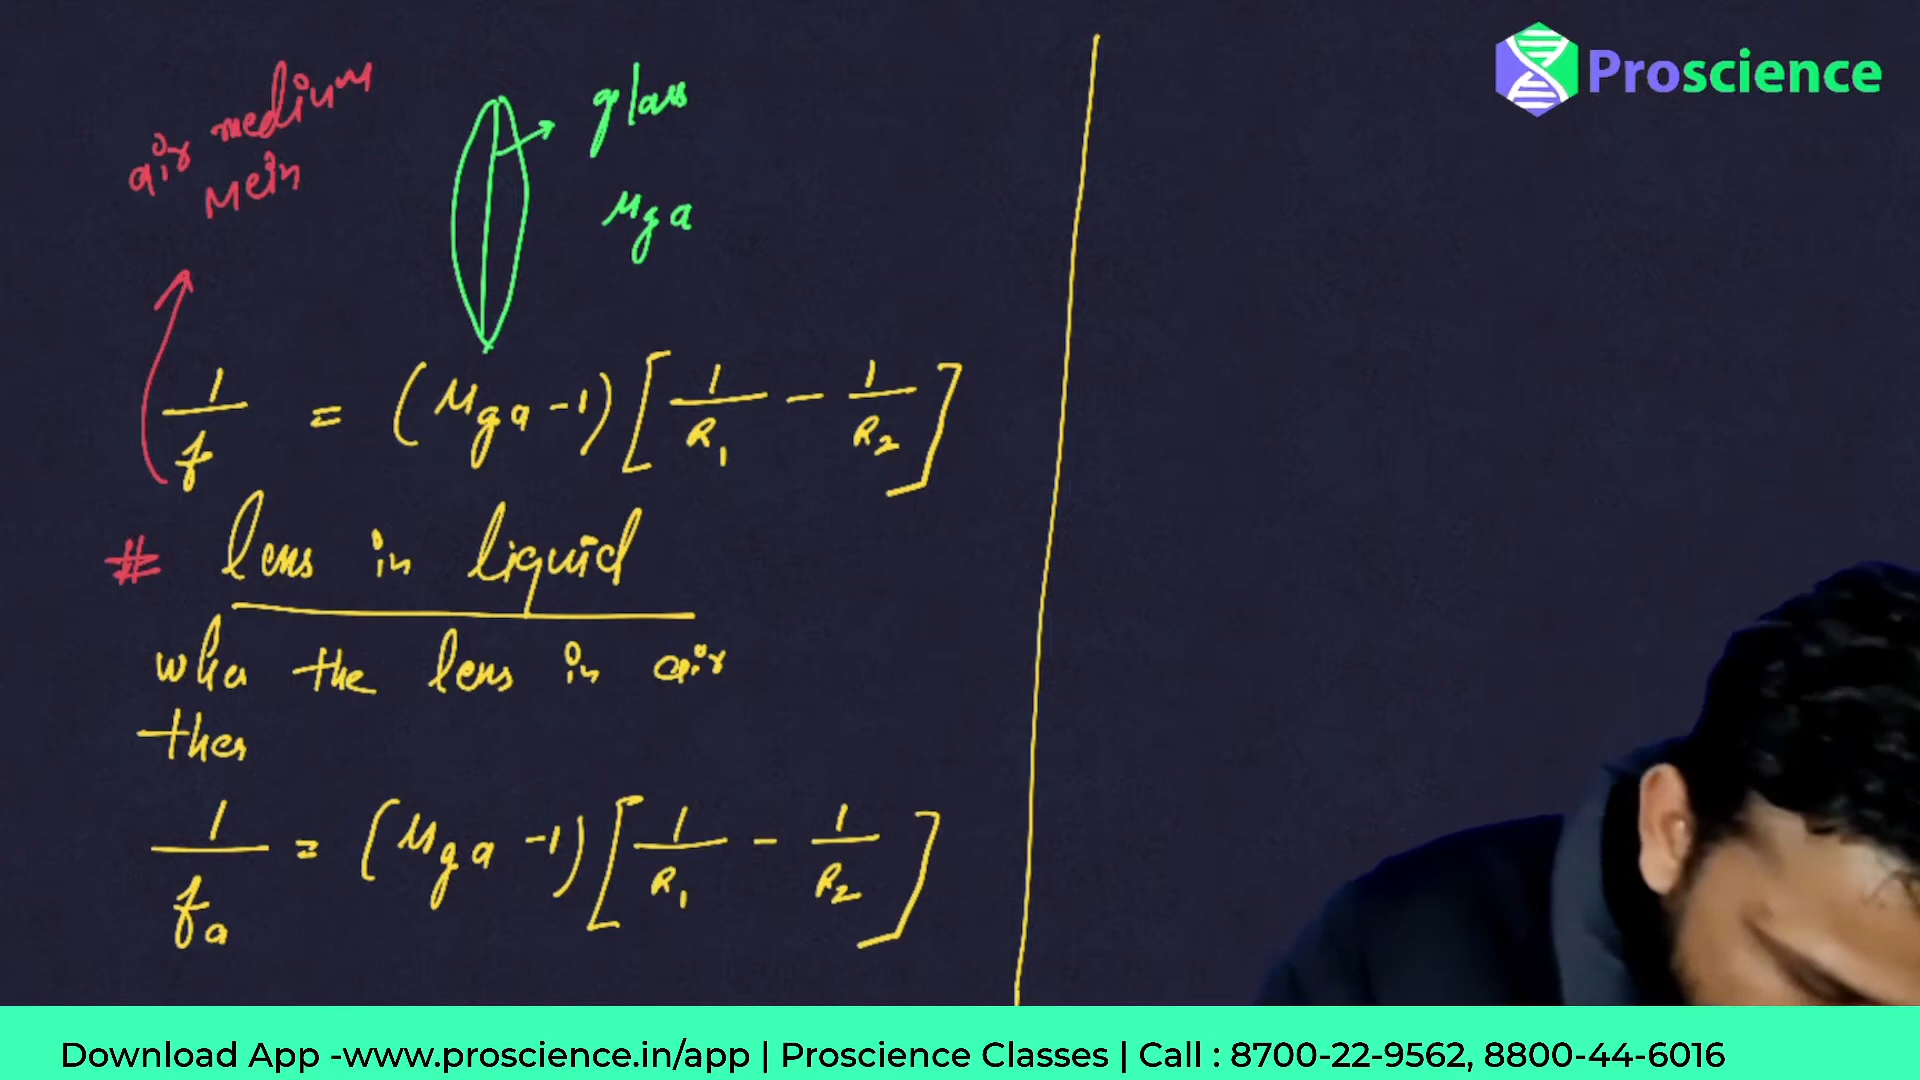 Proscience
air medium
mein
glass
μga
1/f = (μga - 1) [1/R1 - 1/R2]
# lens in liquid
when the lens in air
then
1/fa = (μga - 1) [1/R1 - 1/R2]
Download App -www.proscience.in/app | Proscience Classes | Call : 8700-22-9562, 8800-44-6016